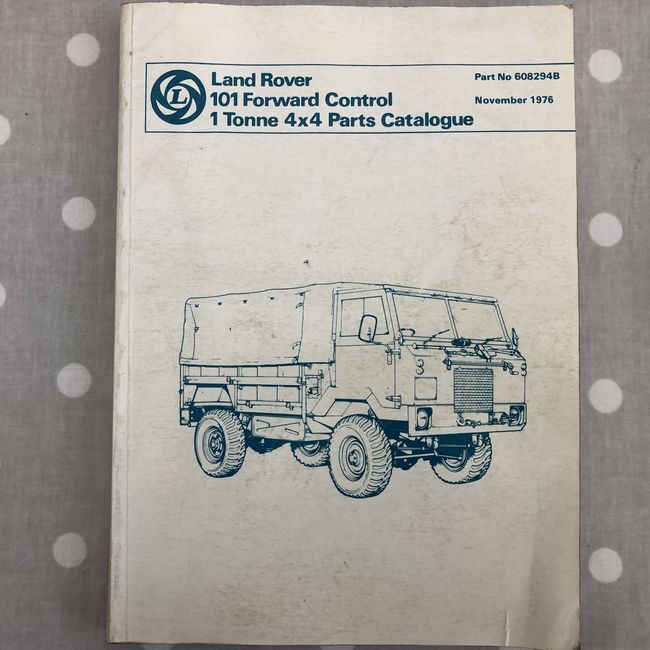 L
Land Rover
101 Forward Control
1 Tonne 4x4 Parts Catalogue
Part No 608294B
November 1976